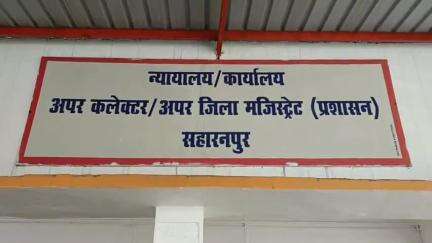 न्यायालय/कार्यालय
अपर कलेक्टर/अपर जिला मजिस्ट्रेट (प्रशासन)
सहारनपुर